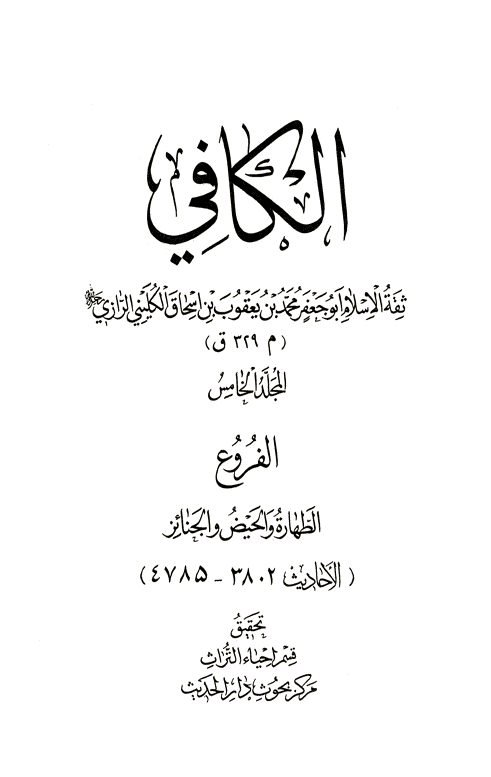 الكافي
ثقة الإسلام أبو جعفر محمد بن يعقوب بن إسحاق الكليني الرازي
(م ٣٢٩ ق)
المجلد الخامس
الفروع
الطهارة والحيض والجنائز
(الأحاديث ٣٨٠٢ - ٤٧٨٥)
تحقيق
قسم إحياء التراث
مركز بحوث دار الحديث